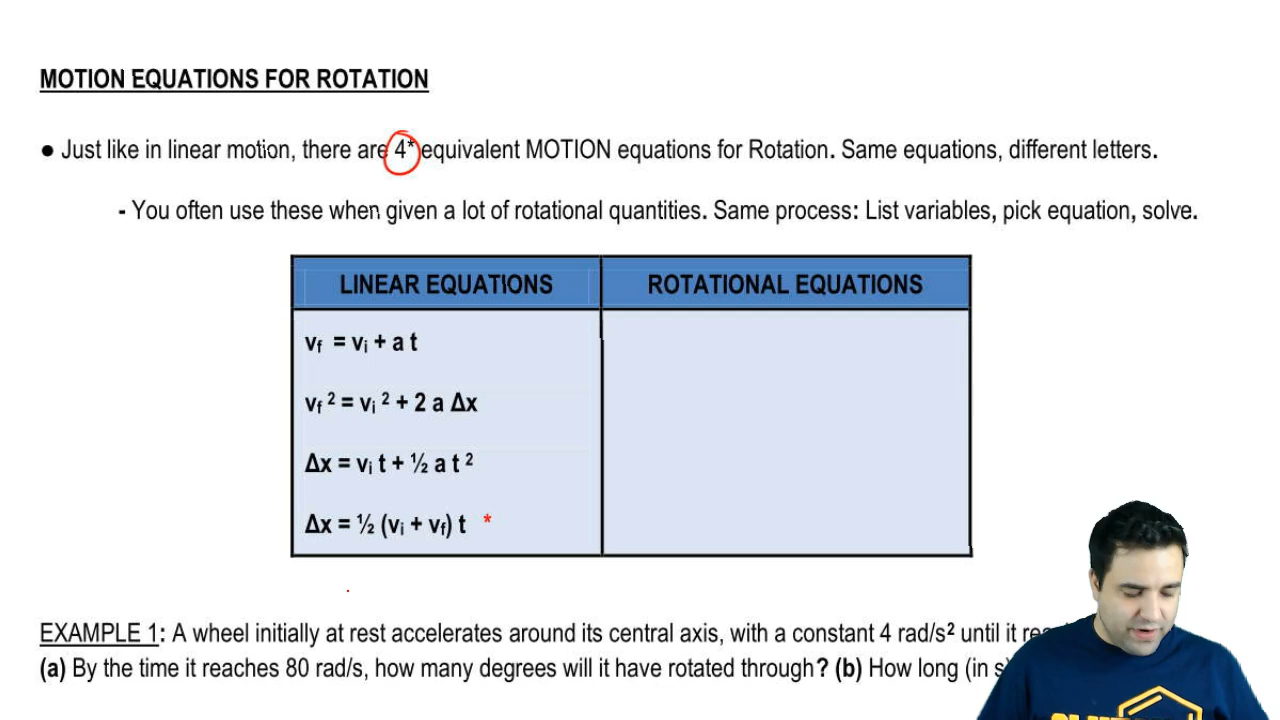 MOTION EQUATIONS FOR ROTATION
● Just like in linear motion, there are 4* equivalent MOTION equations for Rotation. Same equations, different letters.
- You often use these when given a lot of rotational quantities. Same process: List variables, pick equation, solve.
LINEAR EQUATIONS
ROTATIONAL EQUATIONS
vf = vi + a t
vf ² = vi ² + 2 a Δx
Δx = vi t + ½ a t ²
Δx = ½ (vi + vf) t *
EXAMPLE 1: A wheel initially at rest accelerates around its central axis, with a constant 4 rad/s² until it
(a) By the time it reaches 80 rad/s, how many degrees will it have rotated through? (b) How long (in s)